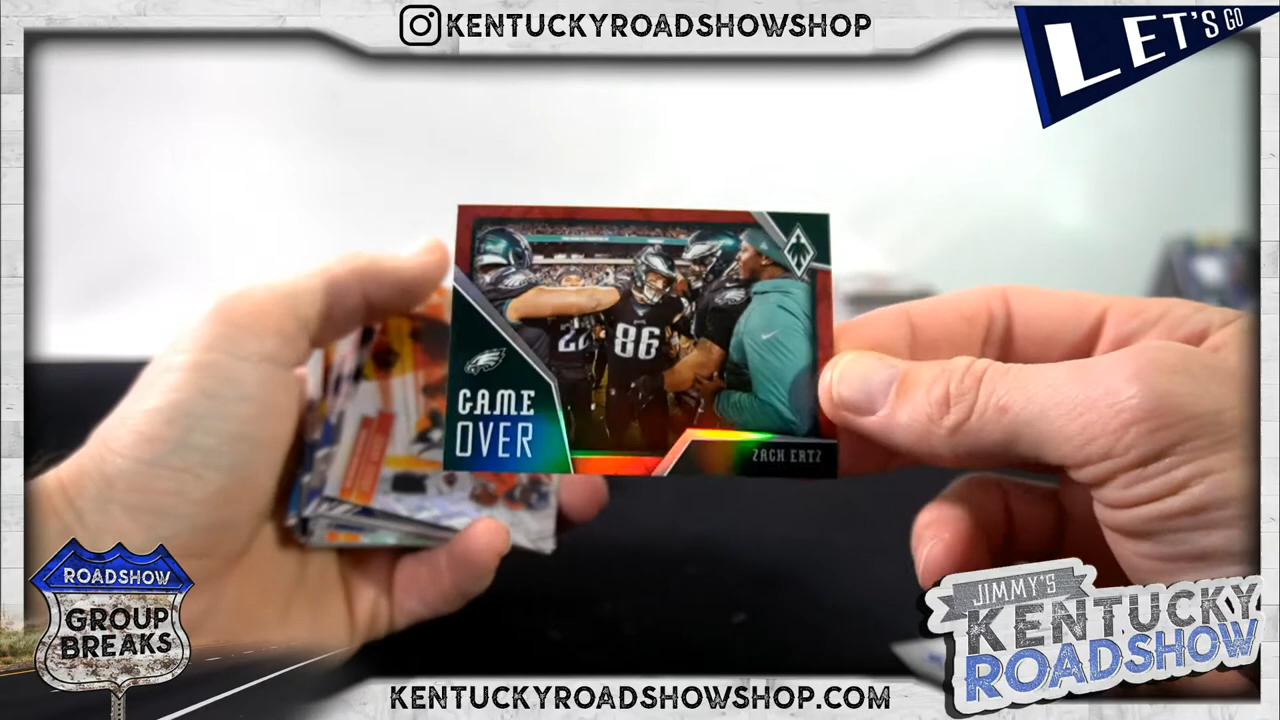 KENTUCKYROADSHOWSHOP
LET'S GO
22
86
GAME
OVER
ZACH ERTZ
ROADSHOW
GROUP
BREAKS
JIMMY'S
KENTUCKY
ROADSHOW
KENTUCKYROADSHOWSHOP.COM